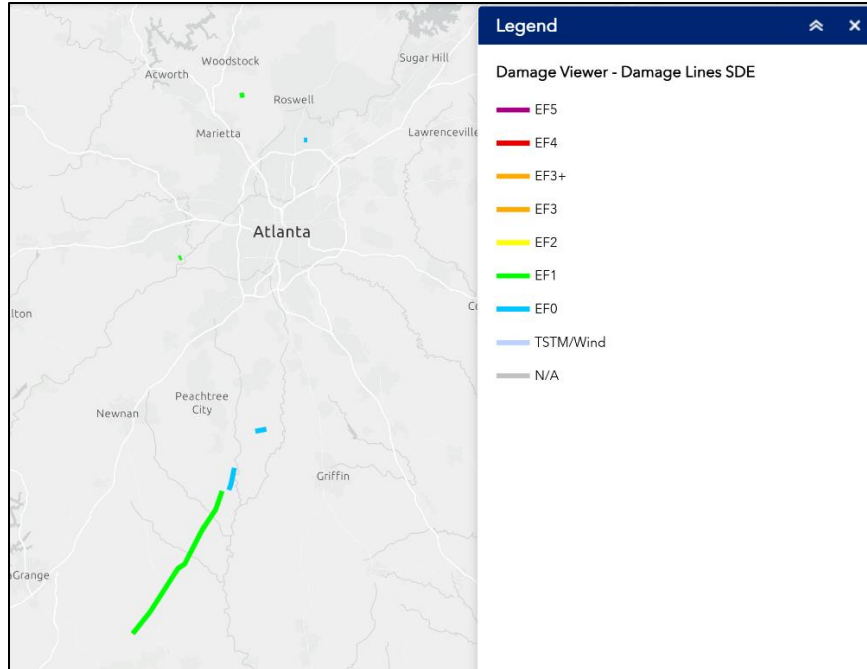 Woodstock
Sugar Hill
Acworth
Roswell
Marietta
Lawrenceville
Atlanta
lton
Peachtree
City
Newnan
Griffin
aGrange
Legend
Damage Viewer - Damage Lines SDE
EF5
EF4
EF3+
EF3
EF2
EF1
EF0
TSTM/Wind
N/A